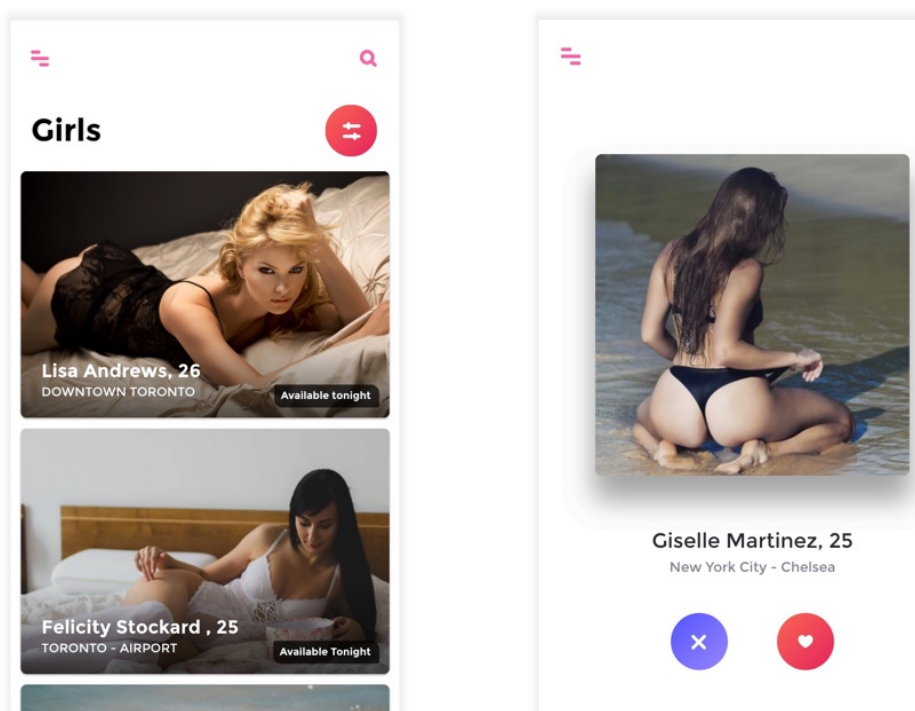 Girls
Lisa Andrews, 26
DOWNTOWN TORONTO
Available tonight
Felicity Stockard , 25
TORONTO - AIRPORT
Available Tonight
Giselle Martinez, 25
New York City - Chelsea